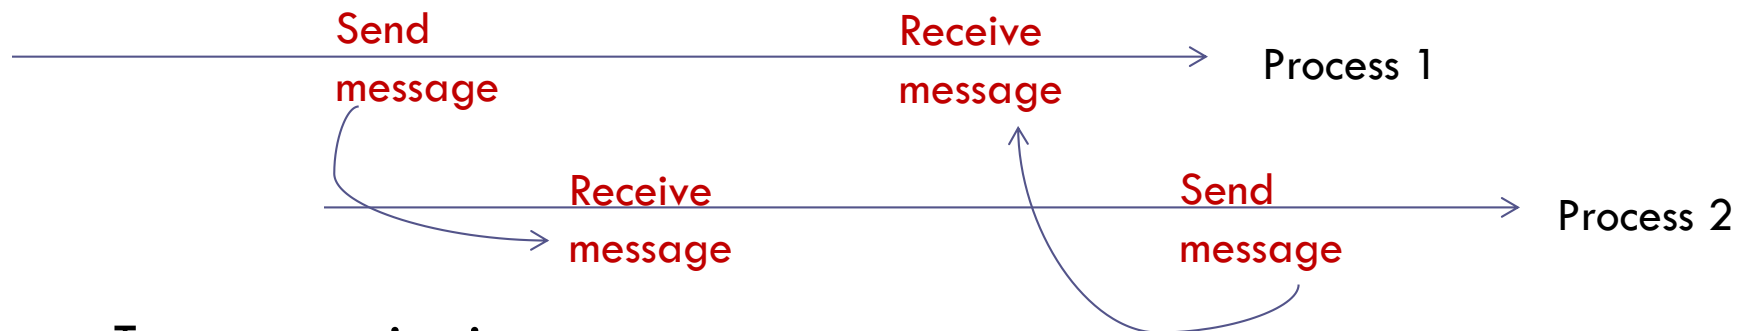 Send
message
Receive
message
Process 1
Receive
message
Send
message
Process 2